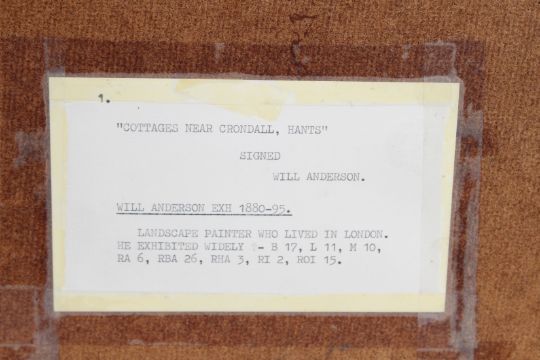 1.
"COTTAGES NEAR CRONDALL, HANTS"
SIGNED
WILL ANDERSON.
WILL ANDERSON EXH 1880-95.
LANDSCAPE PAINTER WHO LIVED IN LONDON.
HE EXHIBITED WIDELY - B 17, L 11, M 10,
RA 6, RBA 26, RHA 3, RI 2, ROI 15.